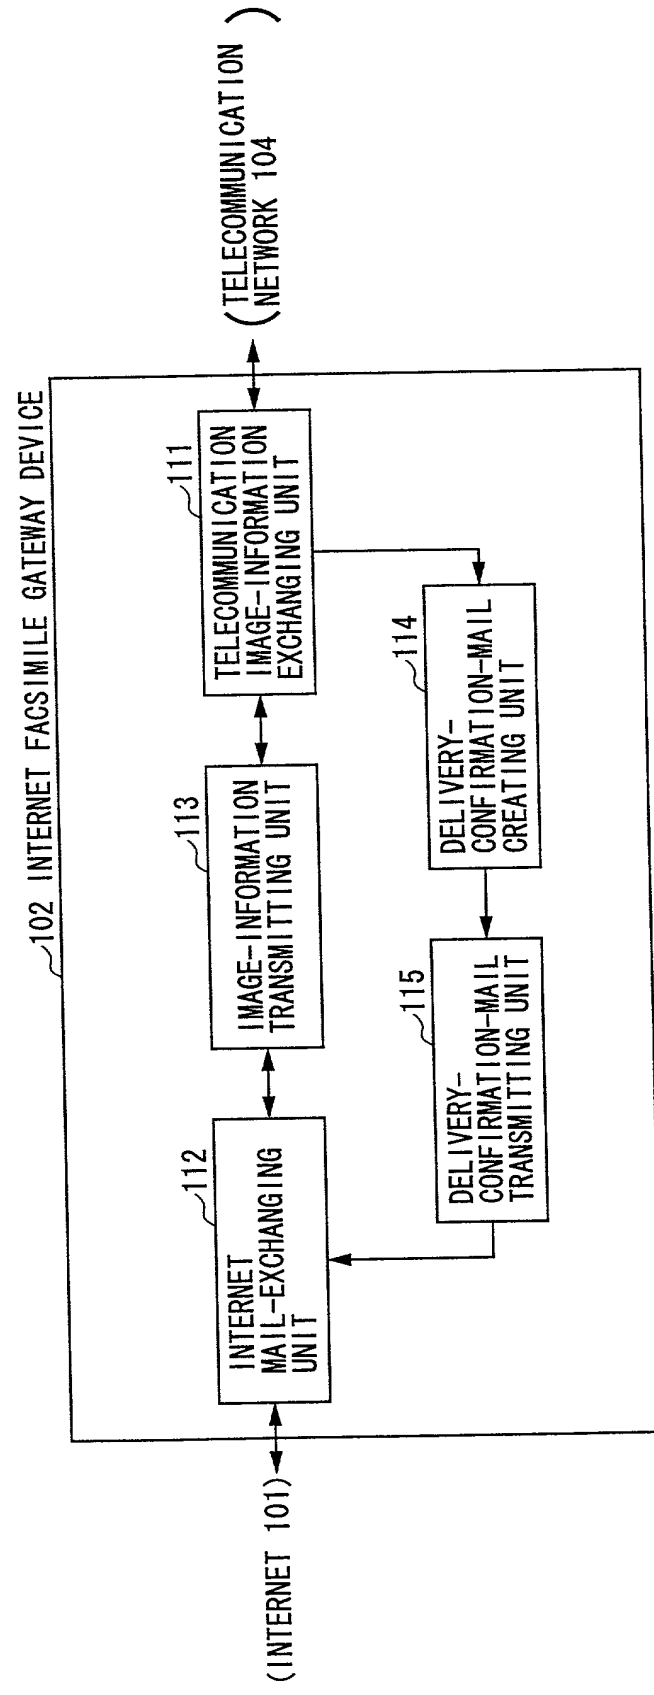 102 INTERNET FACSIMILE GATEWAY DEVICE
(INTERNET 101)
112
INTERNET
MAIL-EXCHANGING
UNIT
113
IMAGE-INFORMATION
TRANSMITTING UNIT
111
TELECOMMUNICATION
IMAGE-INFORMATION
EXCHANGING UNIT
(TELECOMMUNICATION
NETWORK 104)
115
DELIVERY-
CONFIRMATION-MAIL
TRANSMITTING UNIT
114
DELIVERY-
CONFIRMATION-MAIL
CREATING UNIT